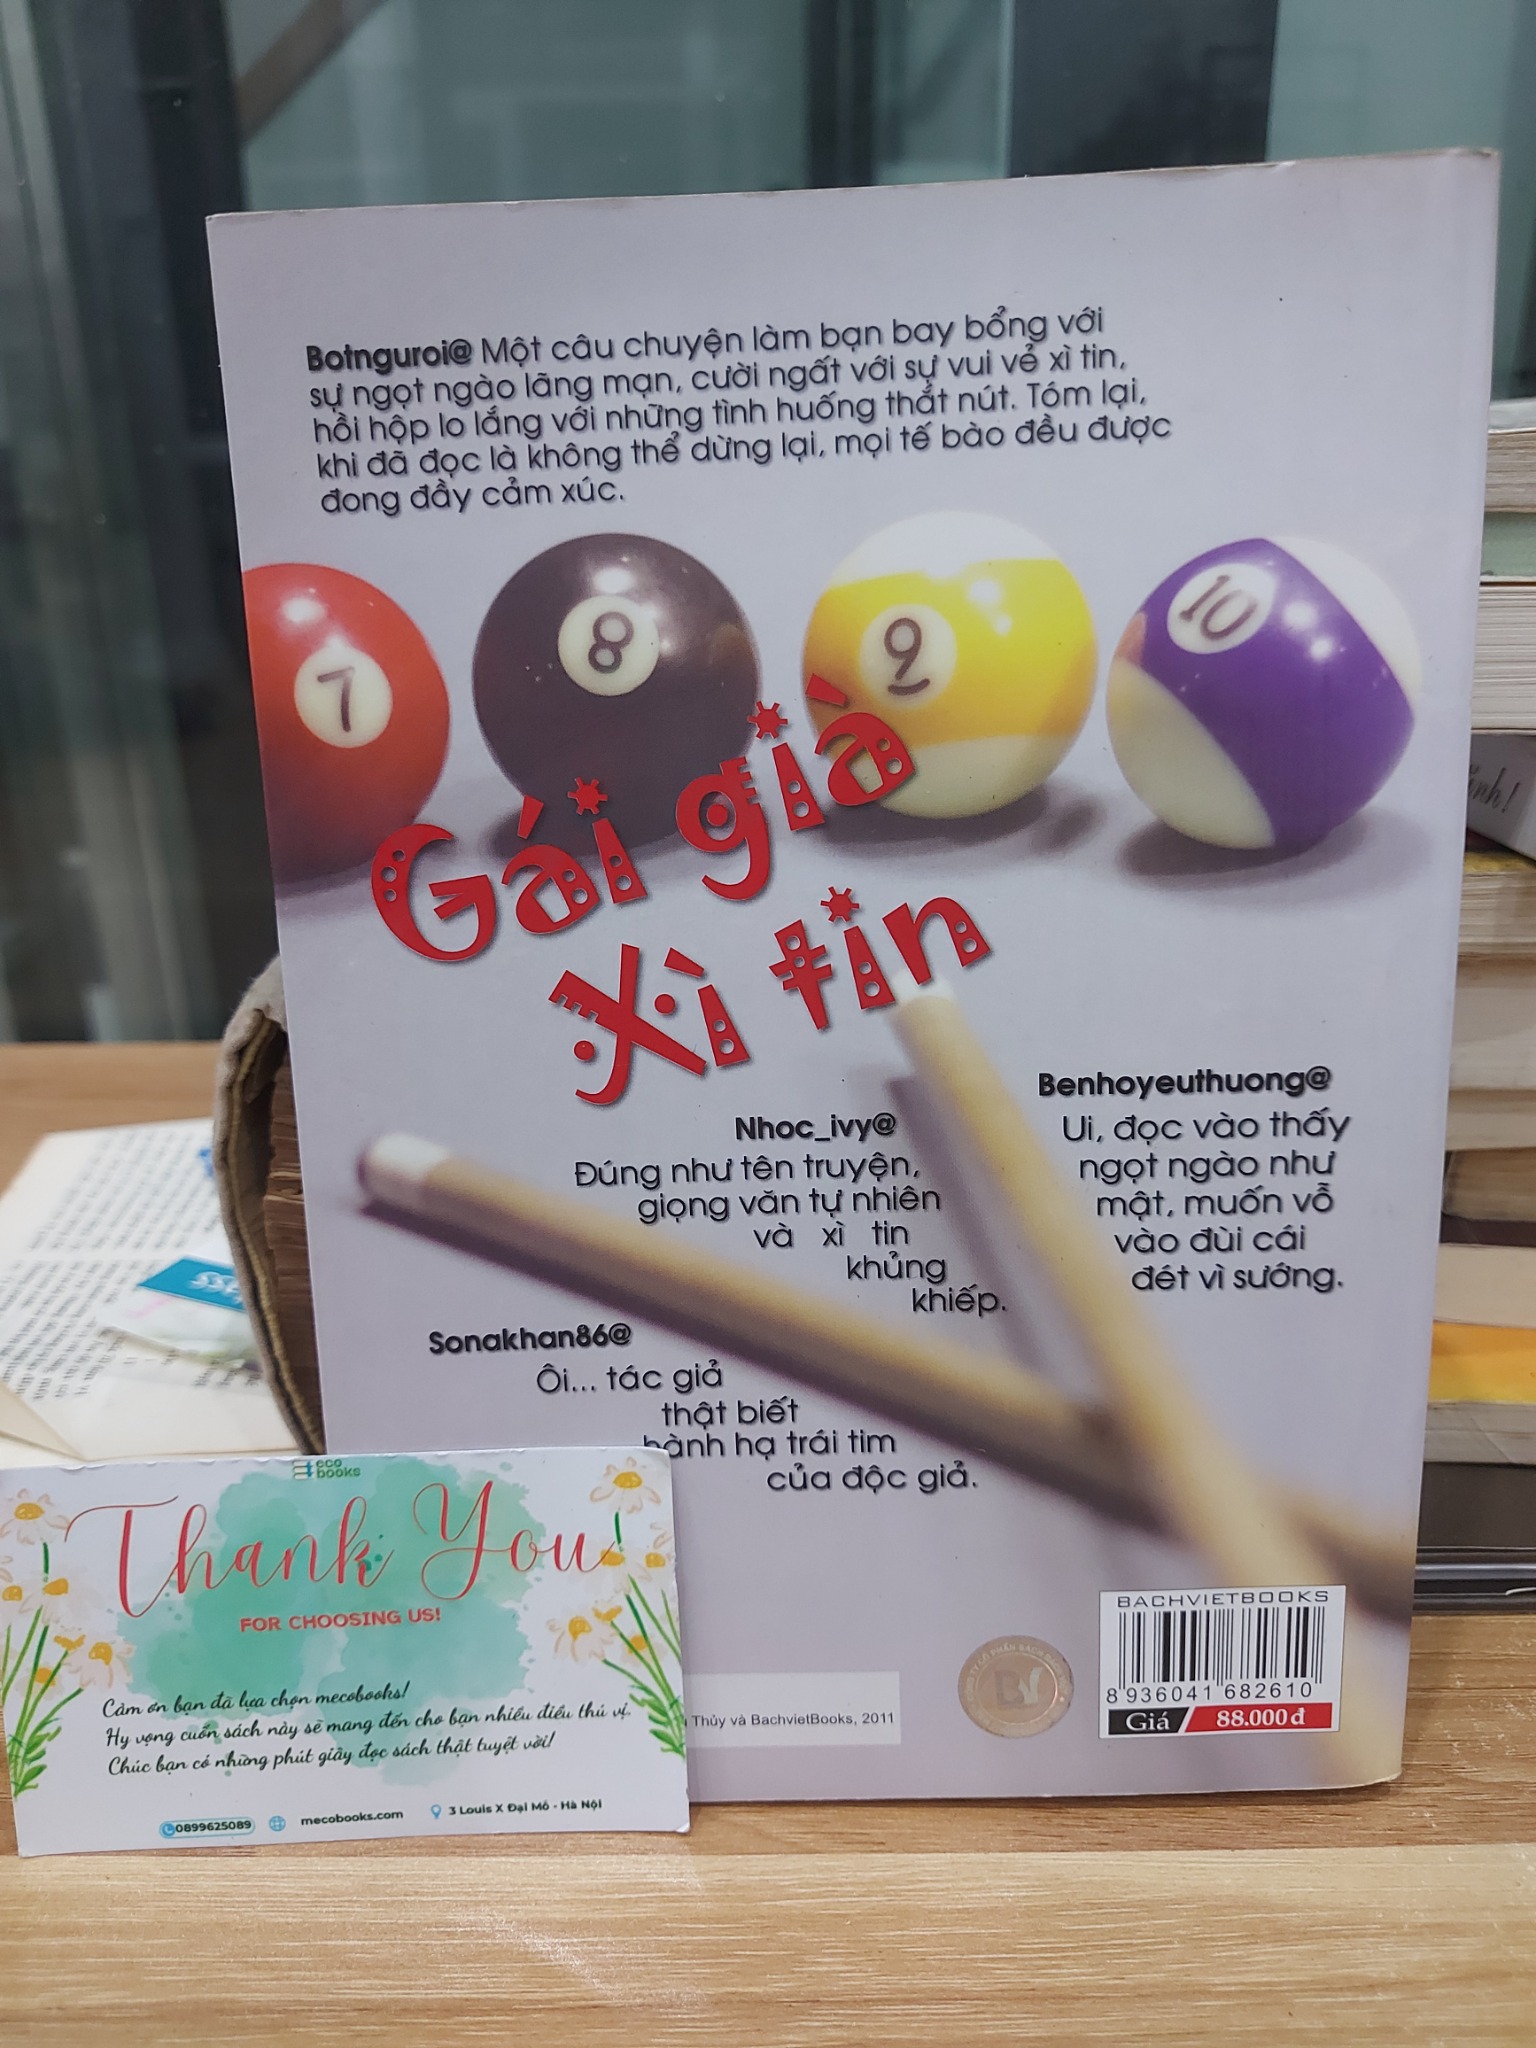 Botnguroi@ Một câu chuyện làm bạn bay bổng với
sự ngọt ngào lãng mạn, cười ngất với sự vui vẻ xì tin,
hồi hộp lo lắng với những tình huống thắt nút. Tóm lại,
khi đã đọc là không thể dừng lại, mọi tế bào đều được
đong đầy cảm xúc.
7
8
9
10
Gái già
xì tin
Nhoc_ivy@
Đúng như tên truyện,
giọng văn tự nhiên
và xì tin
khủng
khiếp.
Benhoyeuthuong@
Ui, đọc vào thấy
ngọt ngào như
mật, muốn vỗ
vào đùi cái
đét vì sướng.
Sonakhan86@
Ôi... tác giả
thật biết
hành hạ trái tim
của độc giả.
eco
books
Thank You
FOR CHOOSING US!
Cảm ơn bạn đã lựa chọn mecobooks!
Hy vọng cuốn sách này sẽ mang đến cho bạn nhiều điều thú vị.
Chúc bạn có những phút giây đọc sách thật tuyệt vời!
0899625089 mecobooks.com 3 Louis X Đại Mỗ - Hà Nội
Thủy và BachvietBooks, 2011
BV
BACHVIETBOOKS
8 936041 682610
Giá 88.000 đ